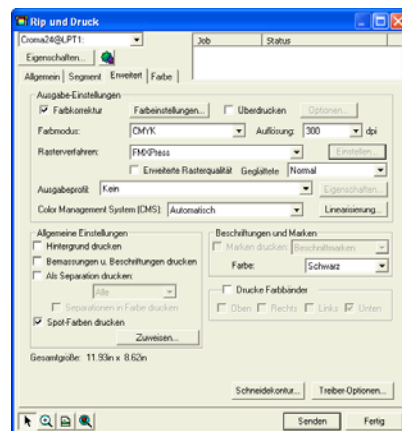 Rip und Druck
Croma24@LPT1:
Job Status
Eigenschaften...
Allgemein Segment Erweitert Farbe
Ausgabe-Einstellungen
Farbkorrektur Farbeinstellungen... Überdrucken Optionen...
Farbmodus: CMYK Auflösung: 300 dpi
Rasterverfahren: FMXPress Einstellen...
Erweiterte Rasterqualität Geglättete Normal
Ausgabeprofil: Kein Eigenschaften...
Color Management System (CMS): Automatisch Linearisierung...
Allgemeine Einstellungen
Hintergrund drucken
Bemassungen u. Beschriftungen drucken
Als Separation drucken:
Alle
Separationen in Farbe drucken
Spot-Farben drucken
Zuweisen...
Beschriftungen und Marken
Marken drucken: Beschnittmarken
Farbe: Schwarz
Drucke Farbbänder
Oben Rechts Links Unten
Gesamtgröße: 11.93in x 8.62in
Schneidekontur... Treiber-Optionen...
Senden Fertig